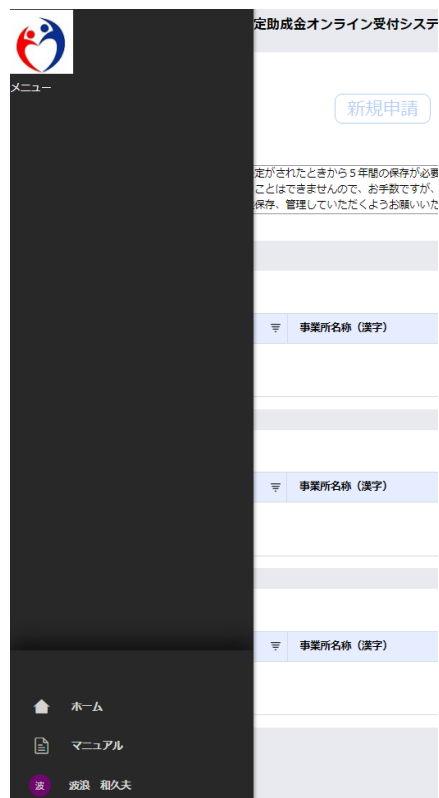 定助成金オンライン受付システ
メニュー
新規申請
定がされたときから５年間の保存が必要
ことはできませんので、お手数ですが、
保存、管理していただくようお願いいた
事業所名称（漢字）
事業所名称（漢字）
事業所名称（漢字）
ホーム
マニュアル
波 波浪 和久夫